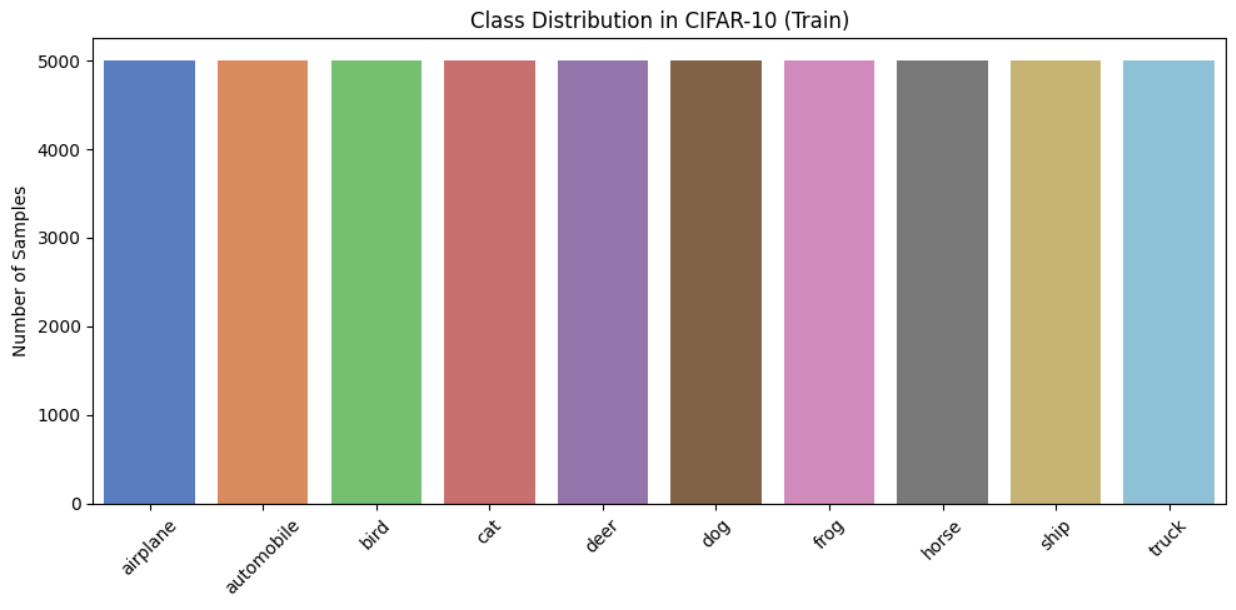 Class Distribution in CIFAR-10 (Train)
Number of Samples
5000
4000
3000
2000
1000
0
airplane
automobile
bird
cat
deer
dog
frog
horse
ship
truck